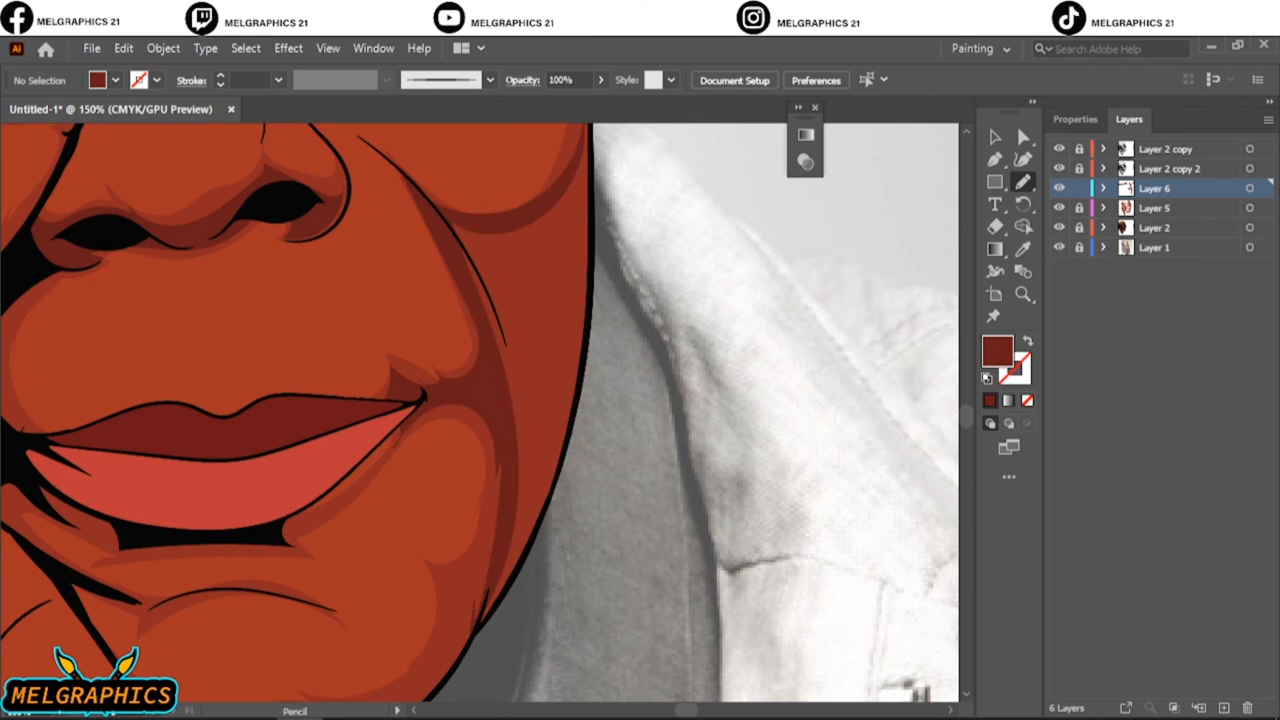 MELGRAPHICS 21 MELGRAPHICS 21 MELGRAPHICS 21 MELGRAPHICS 21 MELGRAPHICS 21
Ai File Edit Object Type Select Effect View Window Help Painting Search Adobe Help
No Selection Stroke: Opacity: 100% Style: Document Setup Preferences
Untitled-1* @ 150% (CMYK/GPU Preview)
Properties Layers
Layer 2 copy
Layer 2 copy 2
Layer 6
Layer 5
Layer 2
Layer 1
MELGRAPHICS
Pencil
6 Layers